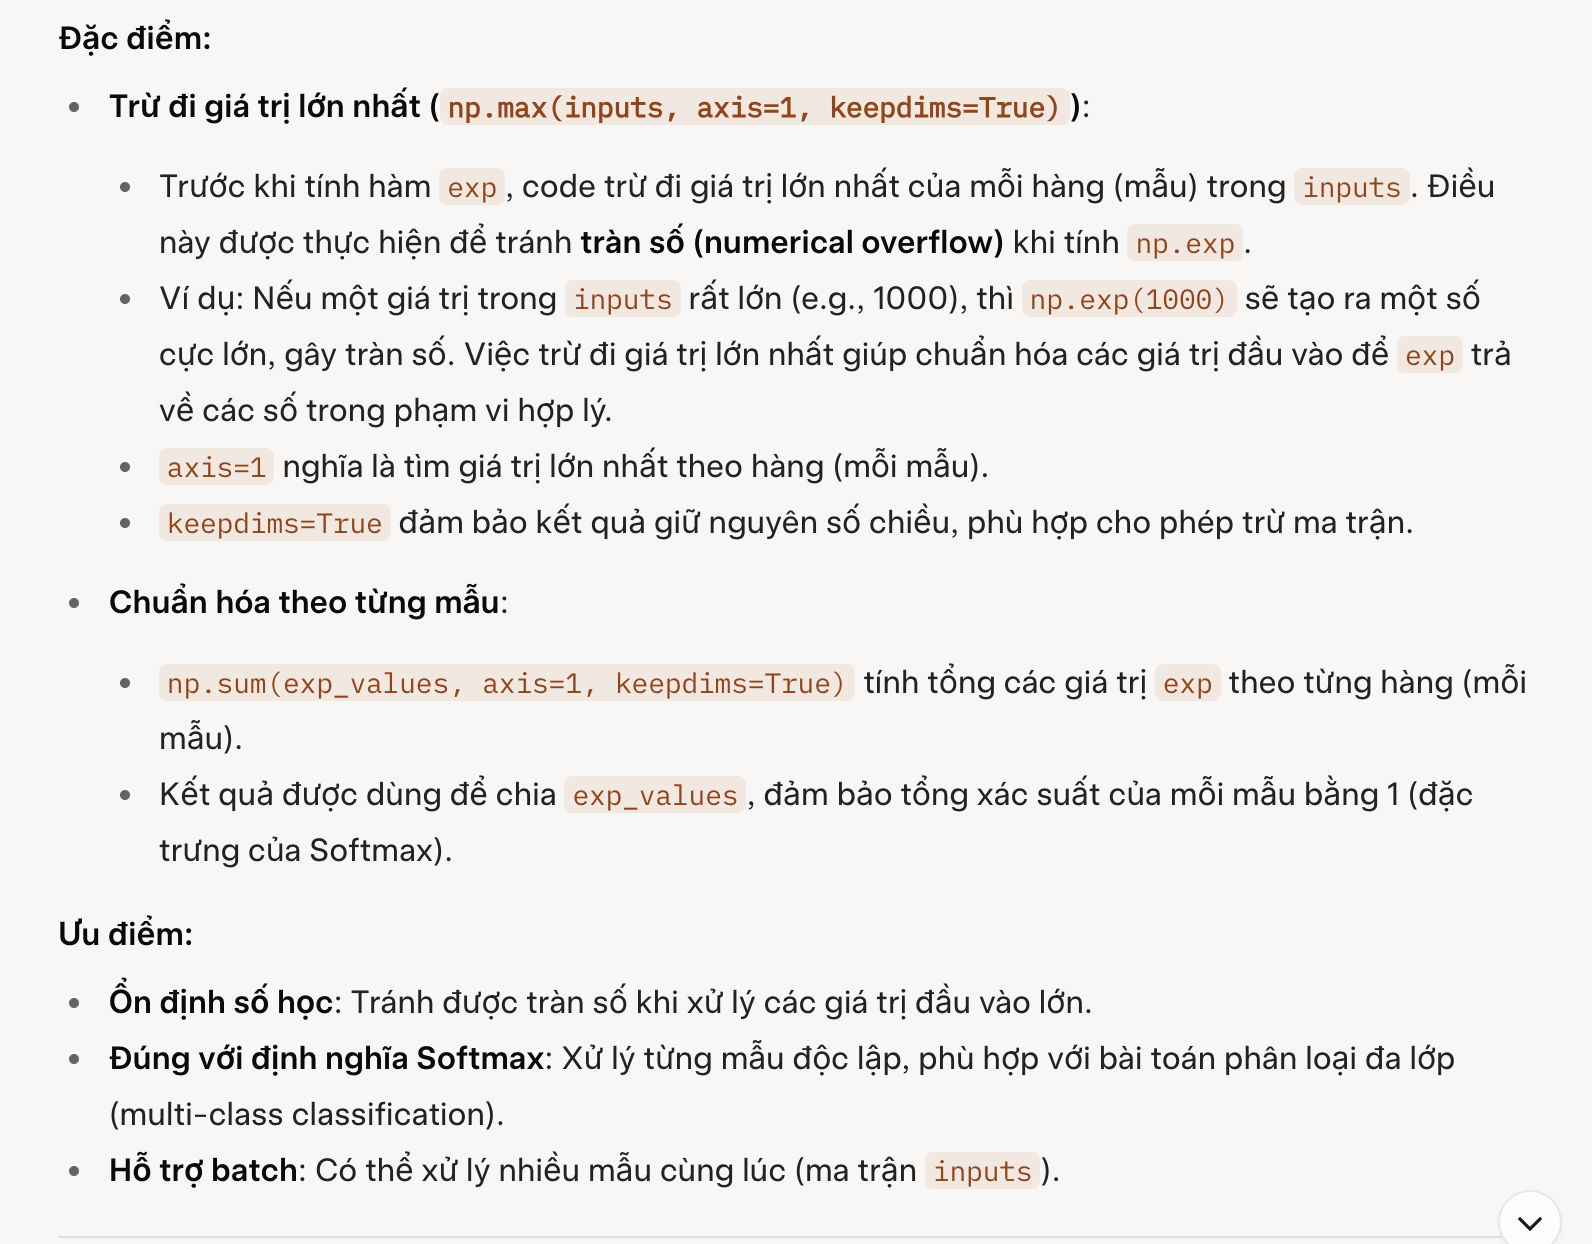 Đặc điểm:
Trừ đi giá trị lớn nhất (np.max(inputs, axis=1, keepdims=True)):
Trước khi tính hàm exp, code trừ đi giá trị lớn nhất của mỗi hàng (mẫu) trong inputs. Điều
này được thực hiện để tránh tràn số (numerical overflow) khi tính np.exp.
Ví dụ: Nếu một giá trị trong inputs rất lớn (e.g., 1000), thì np.exp(1000) sẽ tạo ra một số
cực lớn, gây tràn số. Việc trừ đi giá trị lớn nhất giúp chuẩn hóa các giá trị đầu vào để exp trả
về các số trong phạm vi hợp lý.
axis=1 nghĩa là tìm giá trị lớn nhất theo hàng (mỗi mẫu).
keepdims=True đảm bảo kết quả giữ nguyên số chiều, phù hợp cho phép trừ ma trận.
Chuẩn hóa theo từng mẫu:
np.sum(exp_values, axis=1, keepdims=True) tính tổng các giá trị exp theo từng hàng (mỗi
mẫu).
Kết quả được dùng để chia exp_values, đảm bảo tổng xác suất của mỗi mẫu bằng 1 (đặc
trưng của Softmax).
Ưu điểm:
Ổn định số học: Tránh được tràn số khi xử lý các giá trị đầu vào lớn.
Đúng với định nghĩa Softmax: Xử lý từng mẫu độc lập, phù hợp với bài toán phân loại đa lớp
(multi-class classification).
Hỗ trợ batch: Có thể xử lý nhiều mẫu cùng lúc (ma trận inputs).